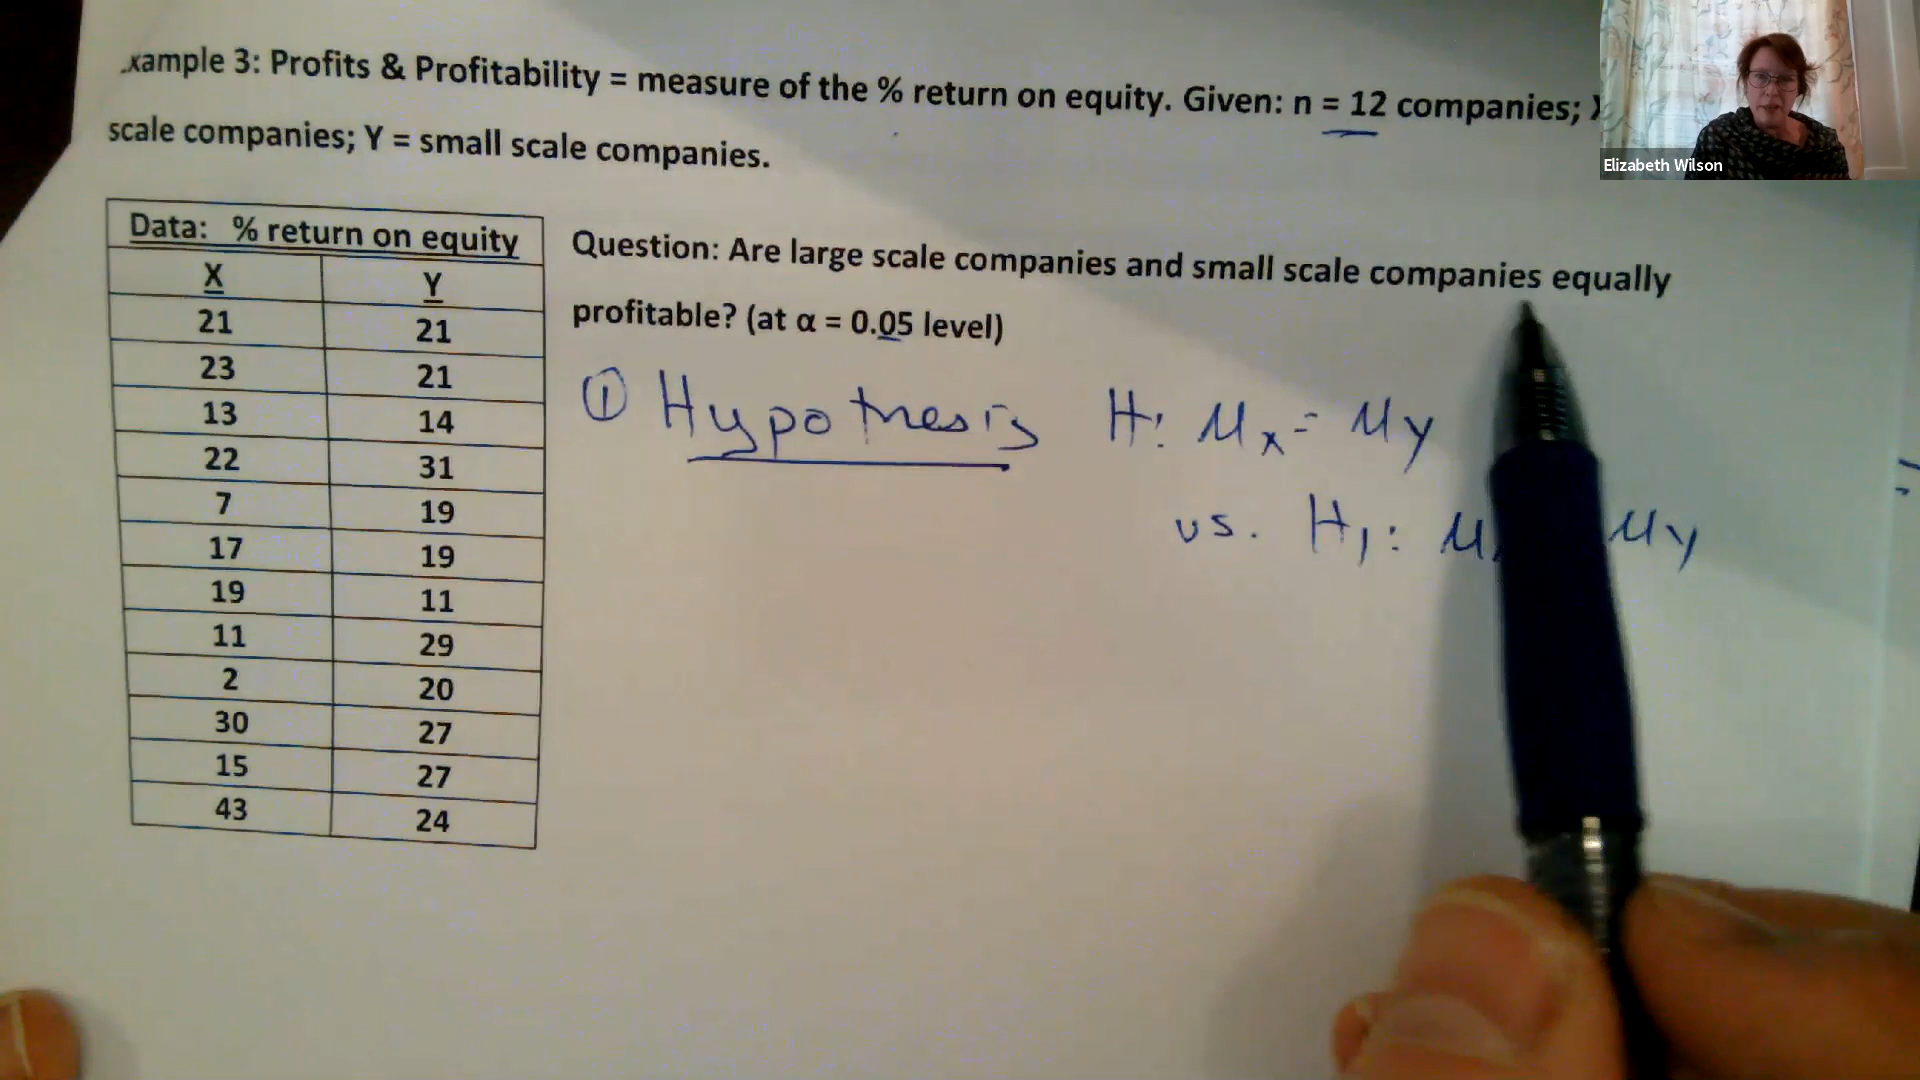 xample 3: Profits & Profitability = measure of the % return on equity. Given: n = 12 companies;
scale companies; Y = small scale companies.
Elizabeth Wilson
Data: % return on equity
X Y
21 21
23 21
13 14
22 31
7 19
17 19
19 11
11 29
2 20
30 27
15 27
43 24
Question: Are large scale companies and small scale companies equally
profitable? (at α = 0.05 level)
① Hypothesis H: μx = μy
vs. H1: μ μy